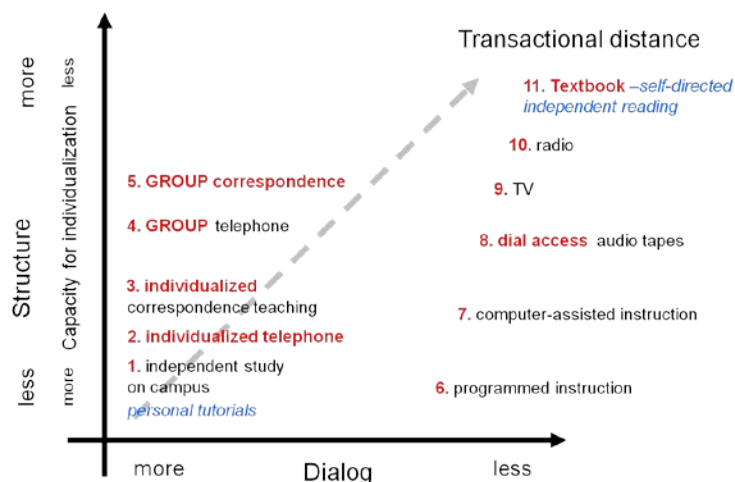 Transactional distance
more
less
11. Textbook –self-directed
independent reading
10. radio
5. GROUP correspondence
9. TV
4. GROUP telephone
8. dial access audio tapes
Structure
Capacity for individualization
3. individualized
correspondence teaching
7. computer-assisted instruction
2. individualized telephone
1. independent study
on campus
less
more
6. programmed instruction
personal tutorials
more
Dialog
less